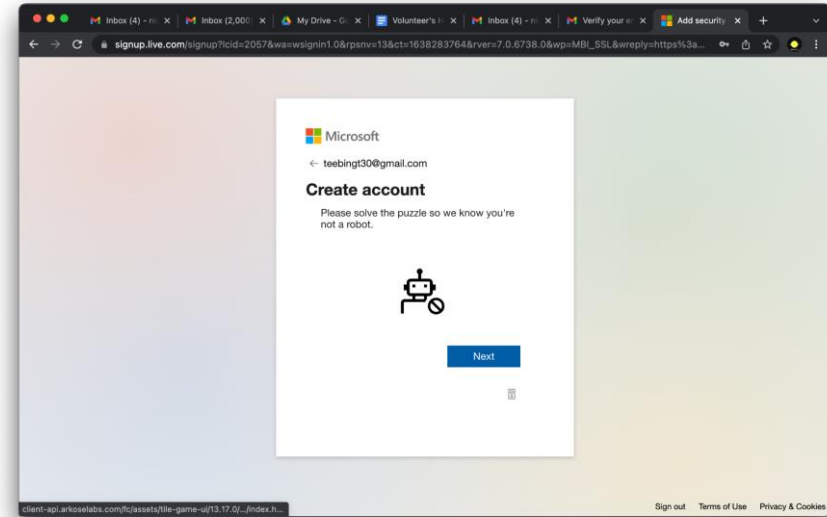 Inbox (4) - ni
Inbox (2,000)
My Drive - Go
Volunteer's H
Inbox (4) - ni
Verify your e
Add security
signup.live.com/signup?lcid=2057&wa=wsignin1.0&rpsnv=13&ct=1638283764&rver=7.0.6738.0&wp=MBI_SSL&wreply=https%3a...
Microsoft
← teebingt30@gmail.com
Create account
Please solve the puzzle so we know you're
not a robot.
Next
client-api.arkoselabs.com/fc/assets/tile-game-ui/13.17.0/.../index.h...
Sign out Terms of Use Privacy & Cookies